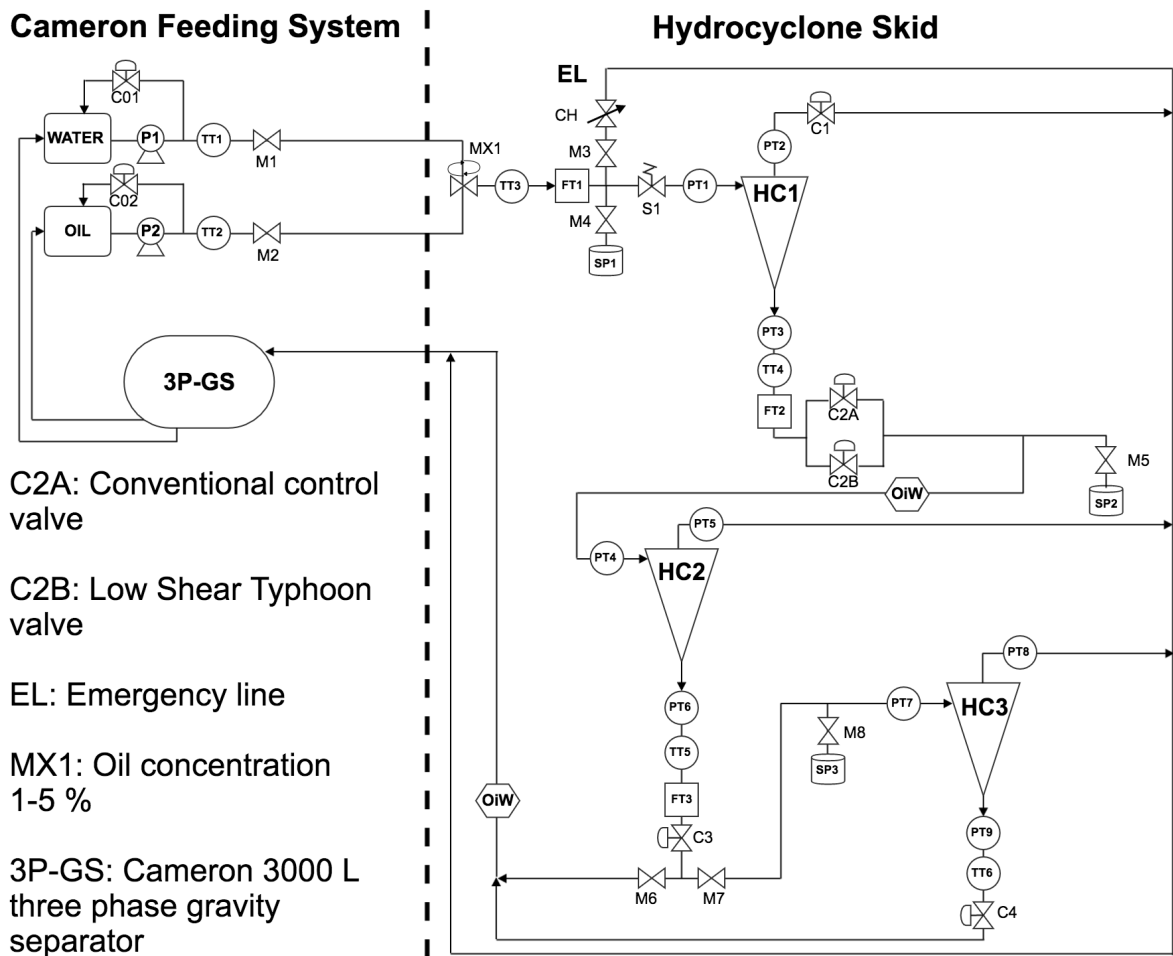 Cameron Feeding System
Hydrocyclone Skid
EL
C01
CH
C1
WATER
P1
TT1
M1
MX1
M3
PT2
C02
TT3
FT1
S1
PT1
HC1
OIL
P2
TT2
M2
M4
SP1
PT3
3P-GS
TT4
FT2
C2A
C2B
M5
OiW
SP2
PT4
PT5
HC2
PT8
HC3
PT6
PT7
M8
TT5
SP3
OiW
FT3
C3
PT9
TT6
M6
M7
C4
C2A: Conventional control
valve
C2B: Low Shear Typhoon
valve
EL: Emergency line
MX1: Oil concentration
1-5 %
3P-GS: Cameron 3000 L
three phase gravity
separator